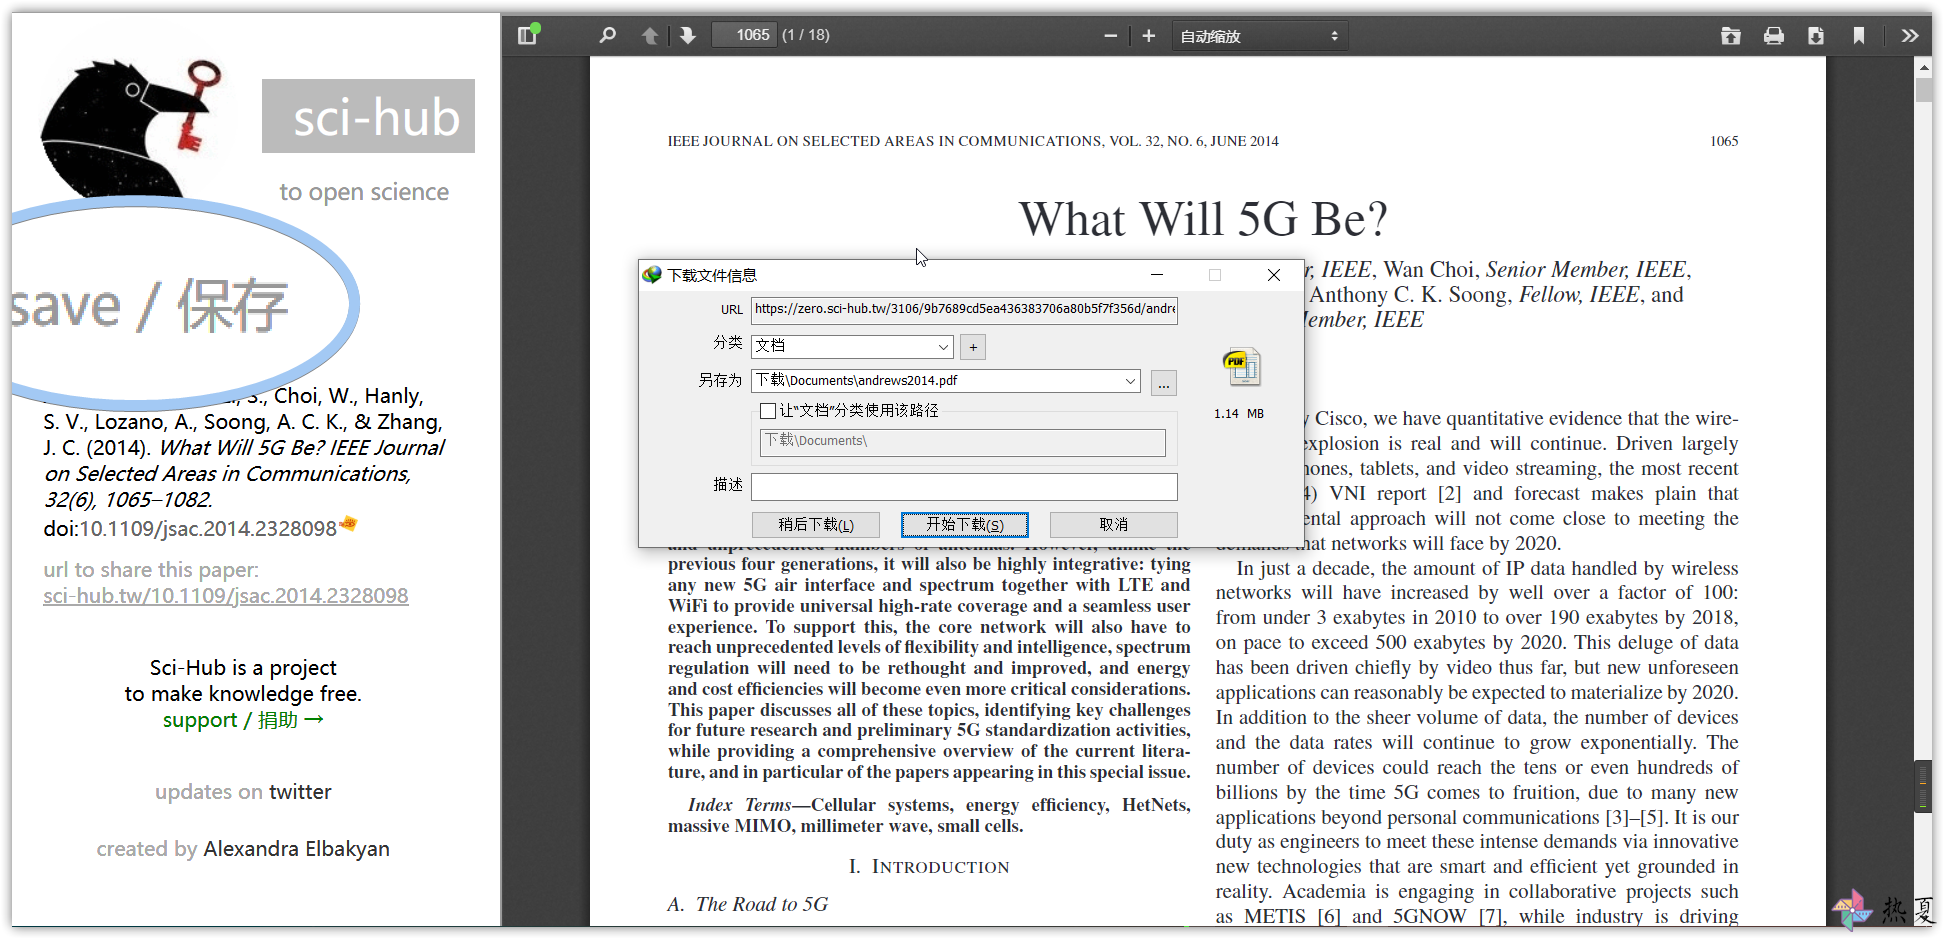 sci-hub
to open science
save / 保存
S., Choi, W., Hanly,
S. V., Lozano, A., Soong, A. C. K., & Zhang,
J. C. (2014). What Will 5G Be? IEEE Journal
on Selected Areas in Communications,
32(6), 1065–1082.
doi:10.1109/jsac.2014.2328098
url to share this paper:
sci-hub.tw/10.1109/jsac.2014.2328098
Sci-Hub is a project
to make knowledge free.
support / 捐助 →
updates on twitter
created by Alexandra Elbakyan
1065 (1 / 18)
自动缩放
IEEE JOURNAL ON SELECTED AREAS IN COMMUNICATIONS, VOL. 32, NO. 6, JUNE 2014 1065
What Will 5G Be?
IEEE, Wan Choi, Senior Member, IEEE,
Anthony C. K. Soong, Fellow, IEEE, and
IEEE
下载文件信息
URL https://zero.sci-hub.tw/3106/9b7689cd5ea436383706a80b5f7f356d/andre
分类 文档 +
另存为 下载\Documents\andrews2014.pdf ...
让“文档”分类使用该路径
下载\Documents\
描述
稍后下载(L) 开始下载(S) 取消
PDF
1.14 MB
and unprecedented numbers of antennas. However, unlike the
previous four generations, it will also be highly integrative: tying
any new 5G air interface and spectrum together with LTE and
WiFi to provide universal high-rate coverage and a seamless user
experience. To support this, the core network will also have to
reach unprecedented levels of flexibility and intelligence, spectrum
regulation will need to be rethought and improved, and energy
and cost efficiencies will become even more critical considerations.
This paper discusses all of these topics, identifying key challenges
for future research and preliminary 5G standardization activities,
while providing a comprehensive overview of the current litera-
ture, and in particular of the papers appearing in this special issue.
Index Terms—Cellular systems, energy efficiency, HetNets,
massive MIMO, millimeter wave, small cells.
I. INTRODUCTION
A. The Road to 5G
Cisco, we have quantitative evidence that the wire-
explosion is real and will continue. Driven largely
tablets, and video streaming, the most recent
VNI report [2] and forecast makes plain that
approach will not come close to meeting the
demands that networks will face by 2020.
In just a decade, the amount of IP data handled by wireless
networks will have increased by well over a factor of 100:
from under 3 exabytes in 2010 to over 190 exabytes by 2018,
on pace to exceed 500 exabytes by 2020. This deluge of data
has been driven chiefly by video thus far, but new unforeseen
applications can reasonably be expected to materialize by 2020.
In addition to the sheer volume of data, the number of devices
and the data rates will continue to grow exponentially. The
number of devices could reach the tens or even hundreds of
billions by the time 5G comes to fruition, due to many new
applications beyond personal communications [3]–[5]. It is our
duty as engineers to meet these intense demands via innovative
new technologies that are smart and efficient yet grounded in
reality. Academia is engaging in collaborative projects such
as METIS [6] and 5GNOW [7], while industry is driving
热夏